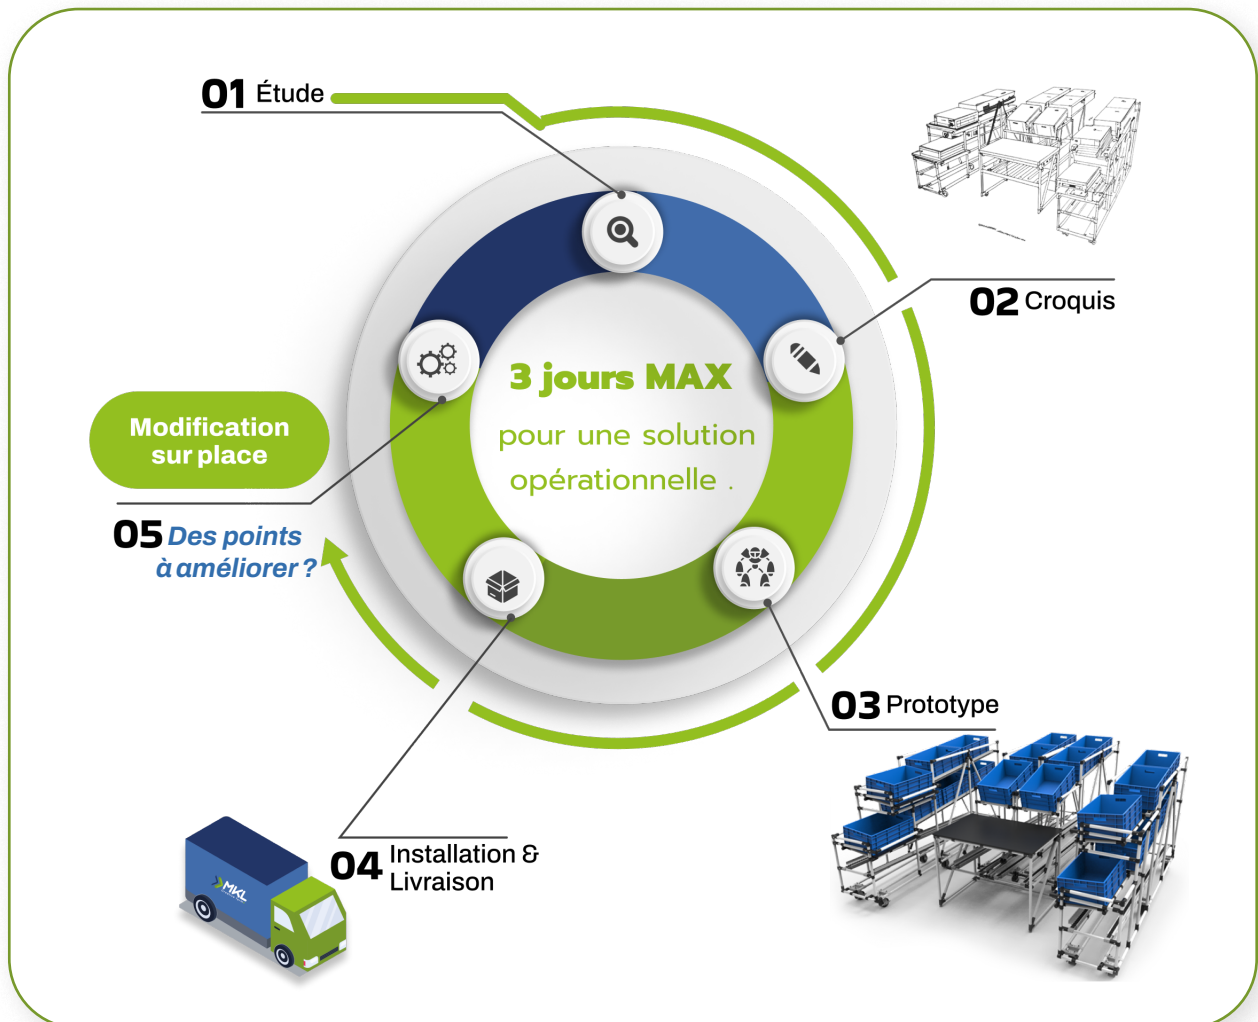 01 Étude
02 Croquis
3 jours MAX
pour une solution
opérationnelle .
Modification
sur place
05 Des points
à améliorer ?
03 Prototype
04 Installation &
Livraison
MKL